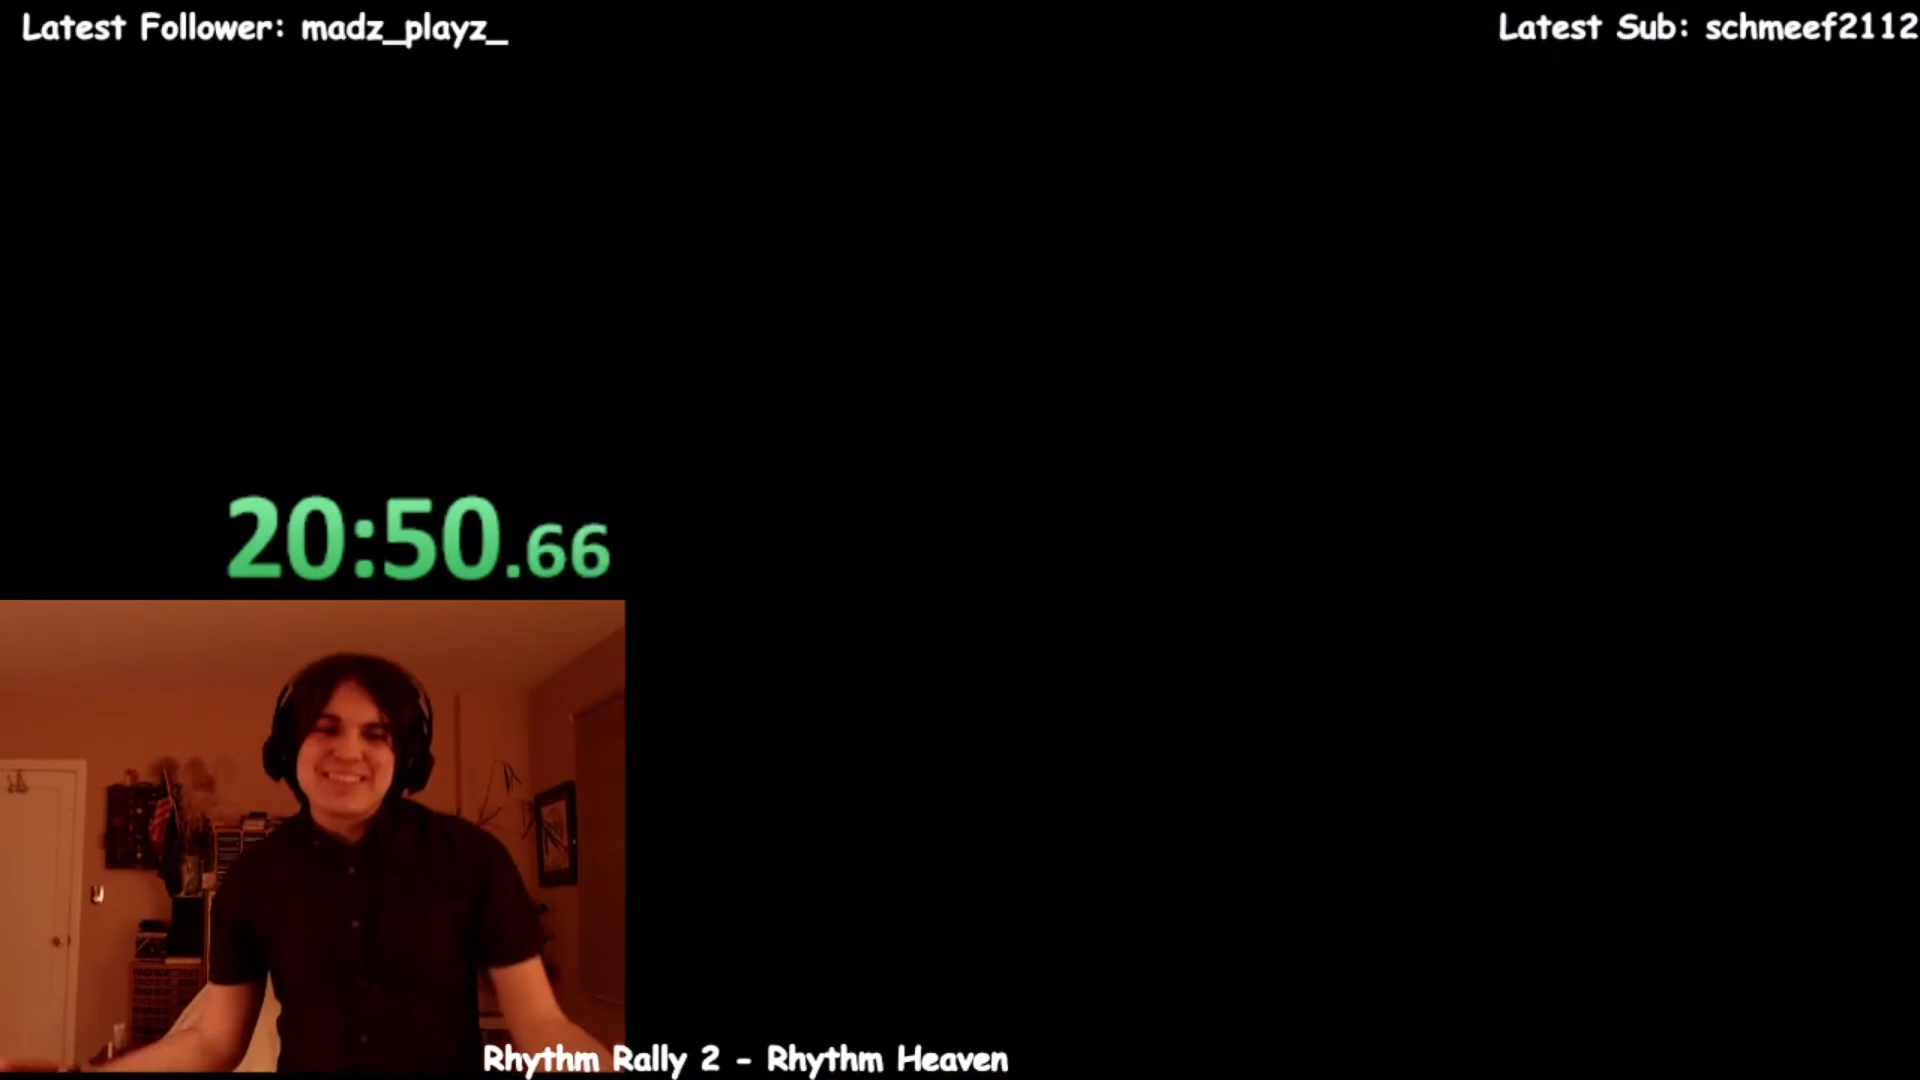 Latest Follower: madz_playz_
Latest Sub: schmeef2112
20:50.66
Rhythm Rally 2 - Rhythm Heaven